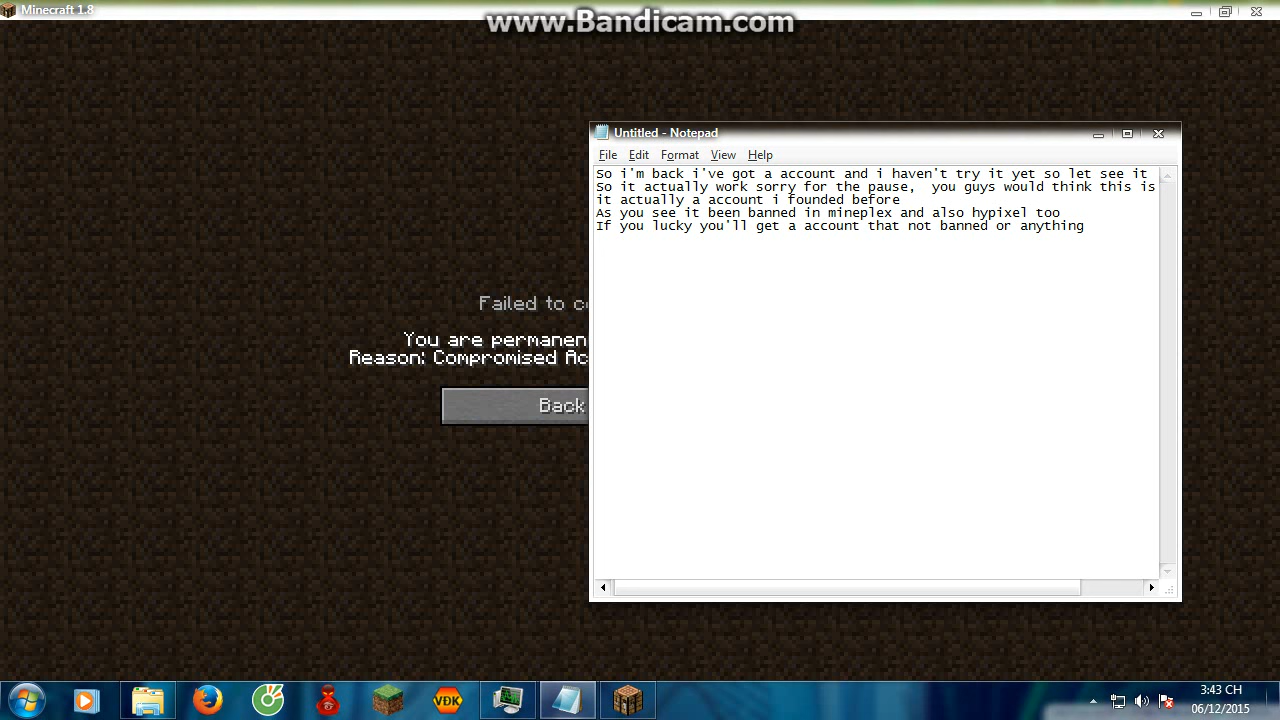 Minecraft 1.8
www.Bandicam.com
Untitled - Notepad
File Edit Format View Help
So i'm back i've got a account and i haven't try it yet so let see it
So it actually work sorry for the pause,  you guys would think this is
it actually a account i founded before
As you see it been banned in mineplex and also hypixel too
If you lucky you'll get a account that not banned or anything
Failed to
You are
Reason: Compromised
Back
VDK
3:43 CH
06/12/2015